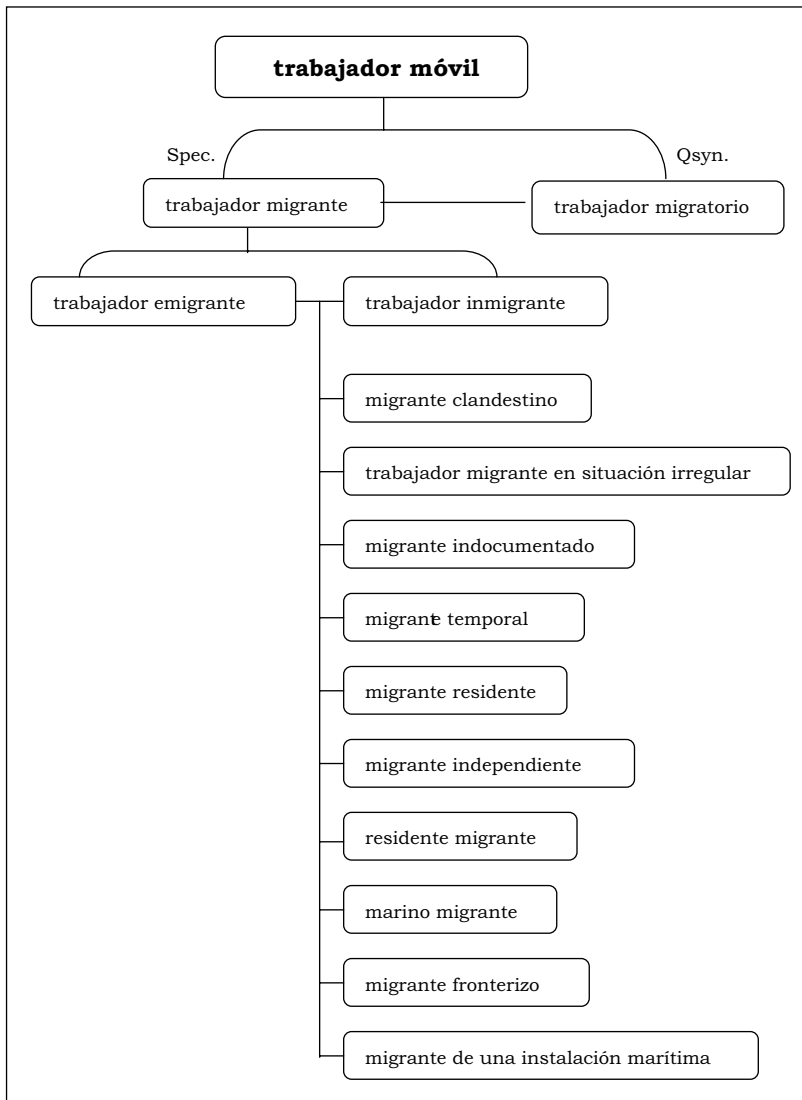 trabajador móvil
Spec.
Qsyn.
trabajador migrante
trabajador migratorio
trabajador emigrante
trabajador inmigrante
migrante clandestino
trabajador migrante en situación irregular
migrante indocumentado
migrante temporal
migrante residente
migrante independiente
residente migrante
marino migrante
migrante fronterizo
migrante de una instalación marítima